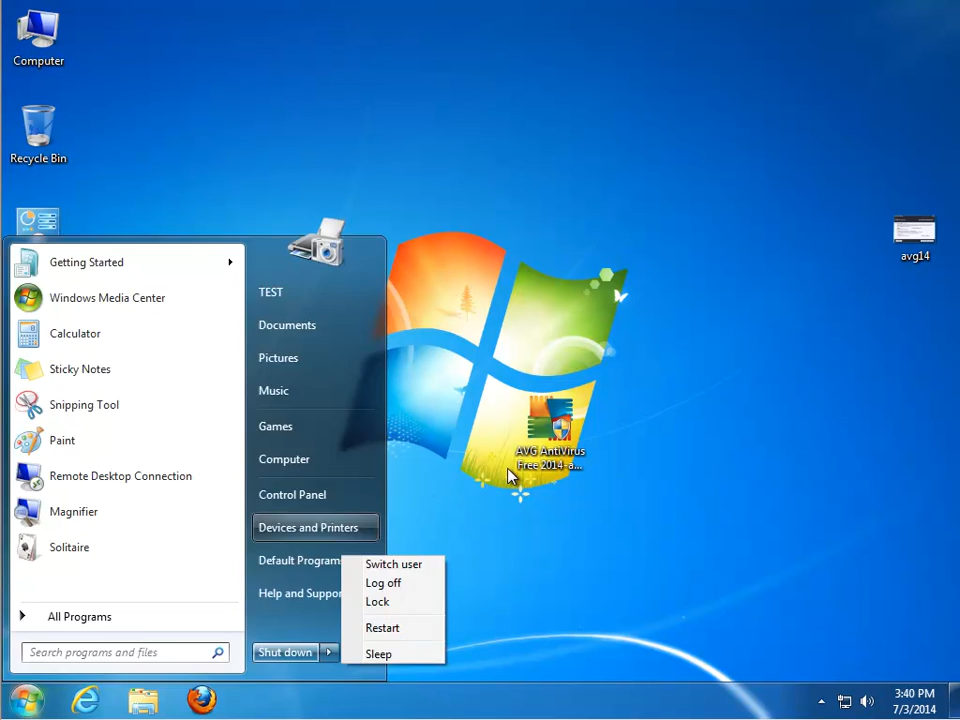 Computer
Recycle Bin
avg14
AVG AntiVirus
Free 2014-a...
Getting Started
Windows Media Center
Calculator
Sticky Notes
Snipping Tool
Paint
Remote Desktop Connection
Magnifier
Solitaire
All Programs
Search programs and files
TEST
Documents
Pictures
Music
Games
Computer
Control Panel
Devices and Printers
Default Program
Help and Suppor
Shut down
Switch user
Log off
Lock
Restart
Sleep
3:40 PM
7/3/2014